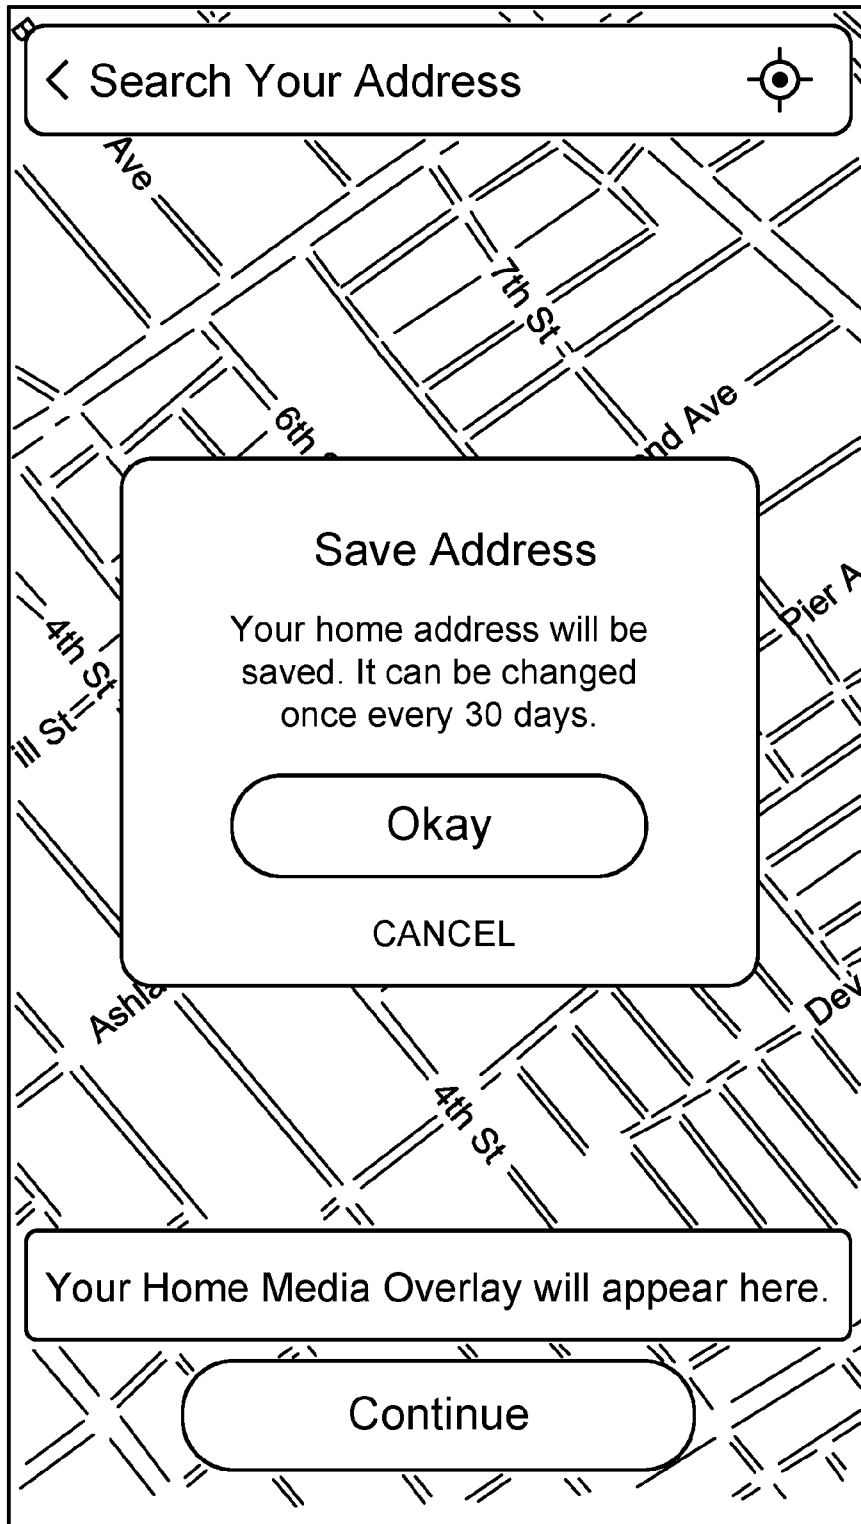 B
Search Your Address
Ave
7th St
6th
nd Ave
Save Address
Your home address will be
saved. It can be changed
once every 30 days.
Okay
CANCEL
4th St
ill St
Pier A
Ashla
Dev
4th St
Your Home Media Overlay will appear here.
Continue